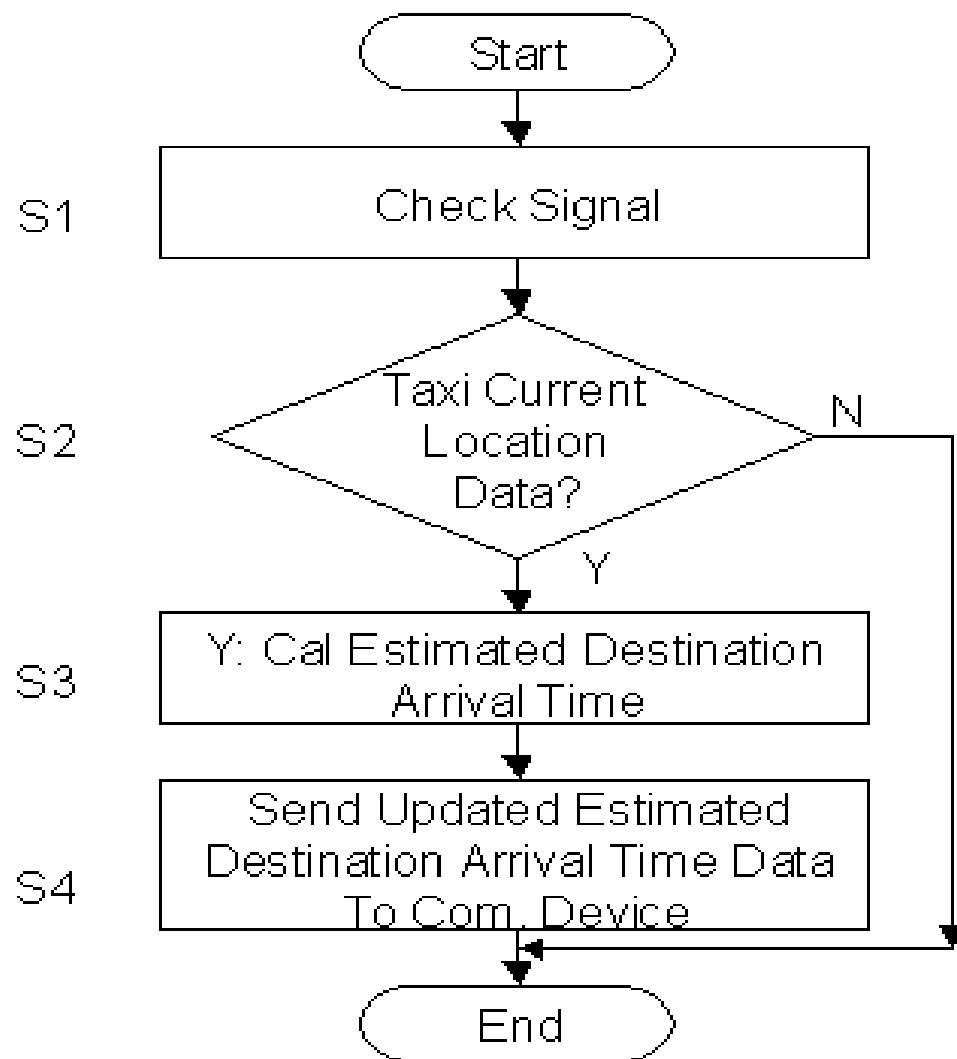 Start
S1
Check Signal
S2
Taxi Current
Location
Data?
N
Y
S3
Y: Cal Estimated Destination
Arrival Time
S4
Send Updated Estimated
Destination Arrival Time Data
To Com. Device
End